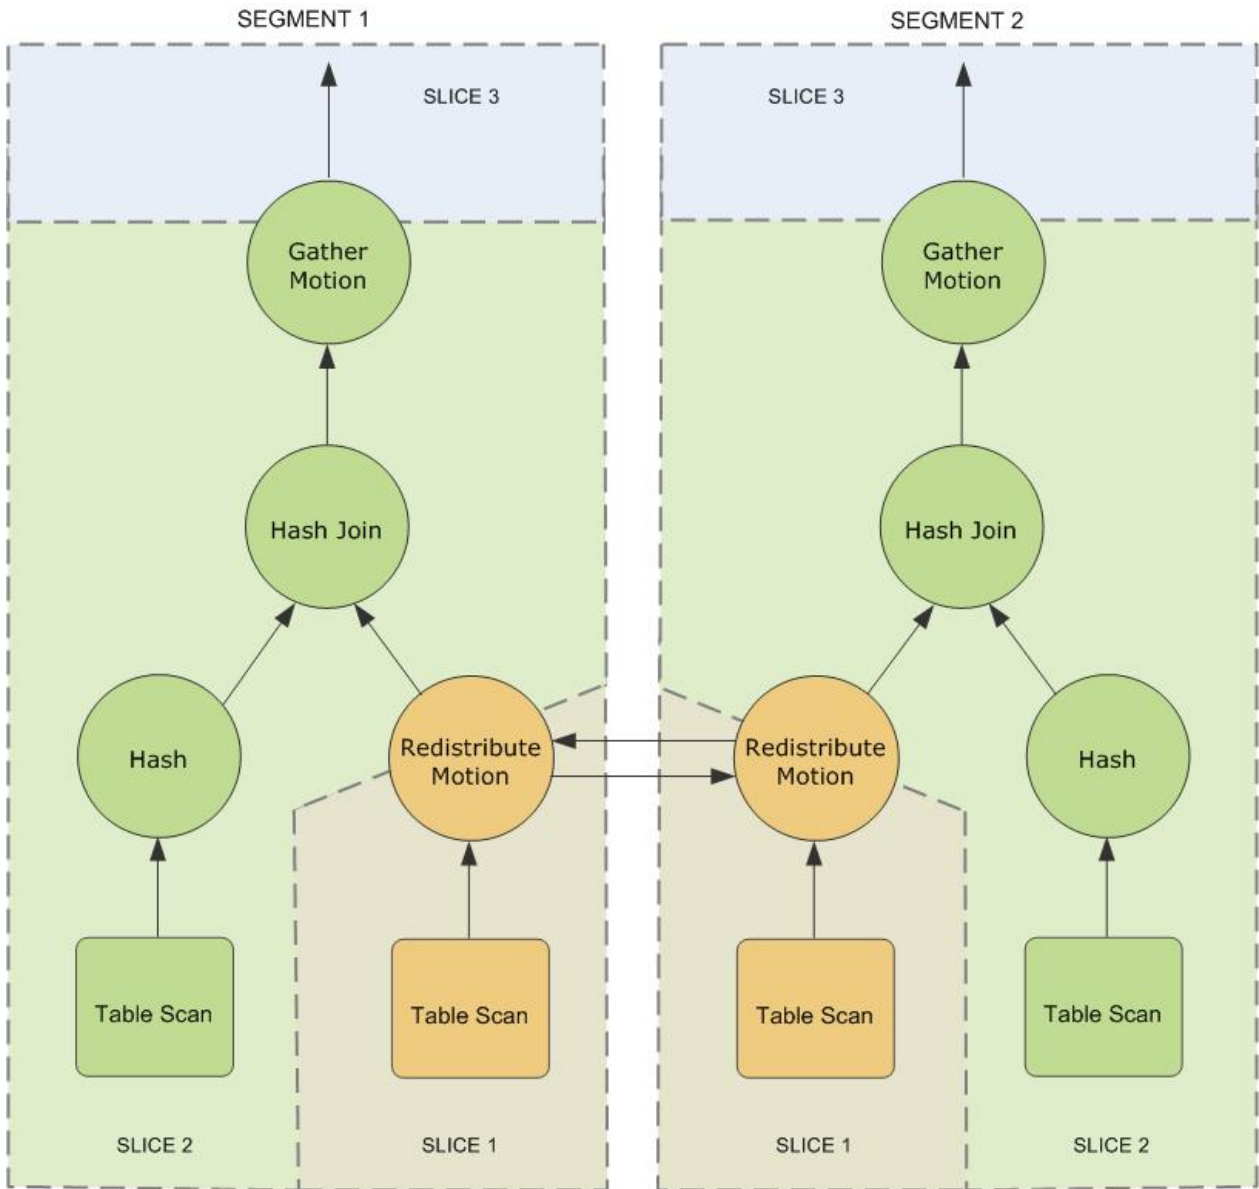 SEGMENT 1
SEGMENT 2
SLICE 3
SLICE 3
Gather
Motion
Gather
Motion
Hash Join
Hash Join
Hash
Redistribute
Motion
Redistribute
Motion
Hash
Table Scan
Table Scan
Table Scan
Table Scan
SLICE 2
SLICE 1
SLICE 1
SLICE 2